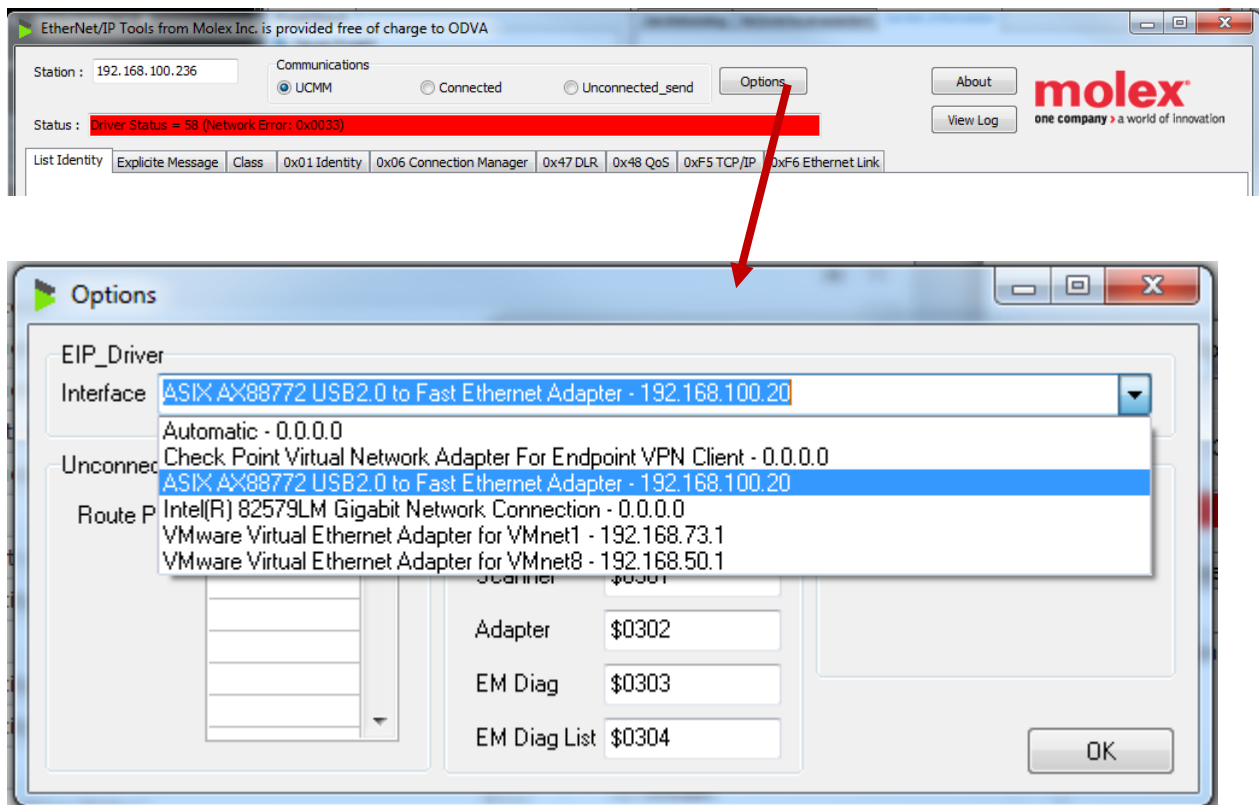 EtherNet/IP Tools from Molex Inc. is provided free of charge to ODVA
Station : 192.168.100.236
Communications
UCMM Connected Unconnected_send
Options
About
molex
one company > a world of innovation
Status : Driver Status = 58 (Network Error: 0x0033)
View Log
List Identity Explicite Message Class 0x01 Identity 0x06 Connection Manager 0x47 DLR 0x48 QoS 0xF5 TCP/IP 0xF6 Ethernet Link
Options
EIP_Driver
Interface ASIX AX88772 USB2.0 to Fast Ethernet Adapter - 192.168.100.20
Automatic - 0.0.0.0
Check Point Virtual Network Adapter For Endpoint VPN Client - 0.0.0.0
ASIX AX88772 USB2.0 to Fast Ethernet Adapter - 192.168.100.20
Intel(R) 82579LM Gigabit Network Connection - 0.0.0.0
VMware Virtual Ethernet Adapter for VMnet1 - 192.168.73.1
VMware Virtual Ethernet Adapter for VMnet8 - 192.168.50.1
Unconnec
Route P
Scanner $0301
Adapter $0302
EM Diag $0303
EM Diag List $0304
OK